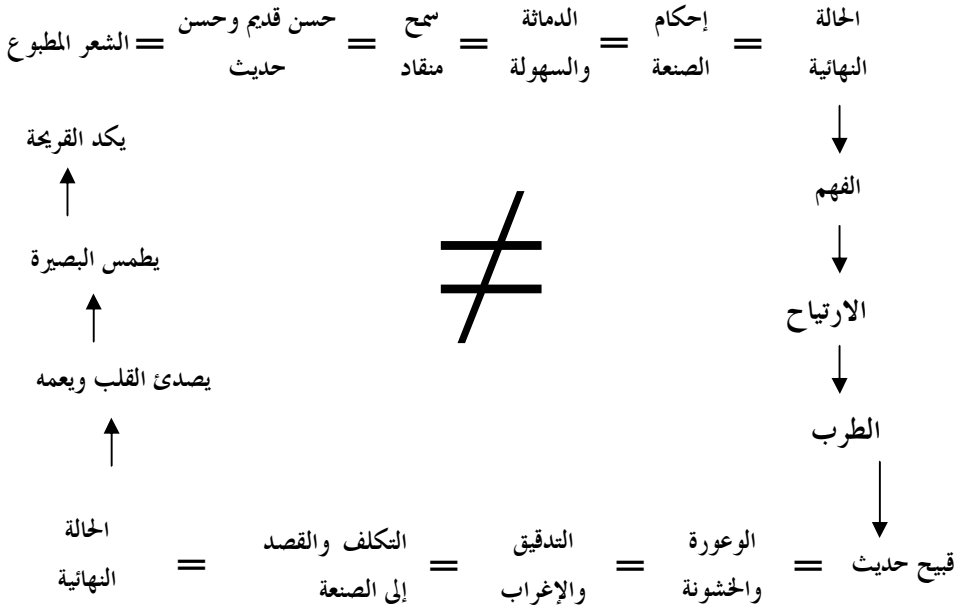 الشعر المطبوع = حسن قديم وحسن حديث = سمح منقاد = الدماثة والسهولة = إحكام الصنعة = الحالة النهائية
الفهم
الارتياح
الطرب
قبيح حديث = الوعورة والخشونة = التدقيق والإغراب = التكلف والقصد إلى الصنعة = الحالة النهائية
يصدئ القلب ويعمه
يطمس البصيرة
يكد القريحة
≠